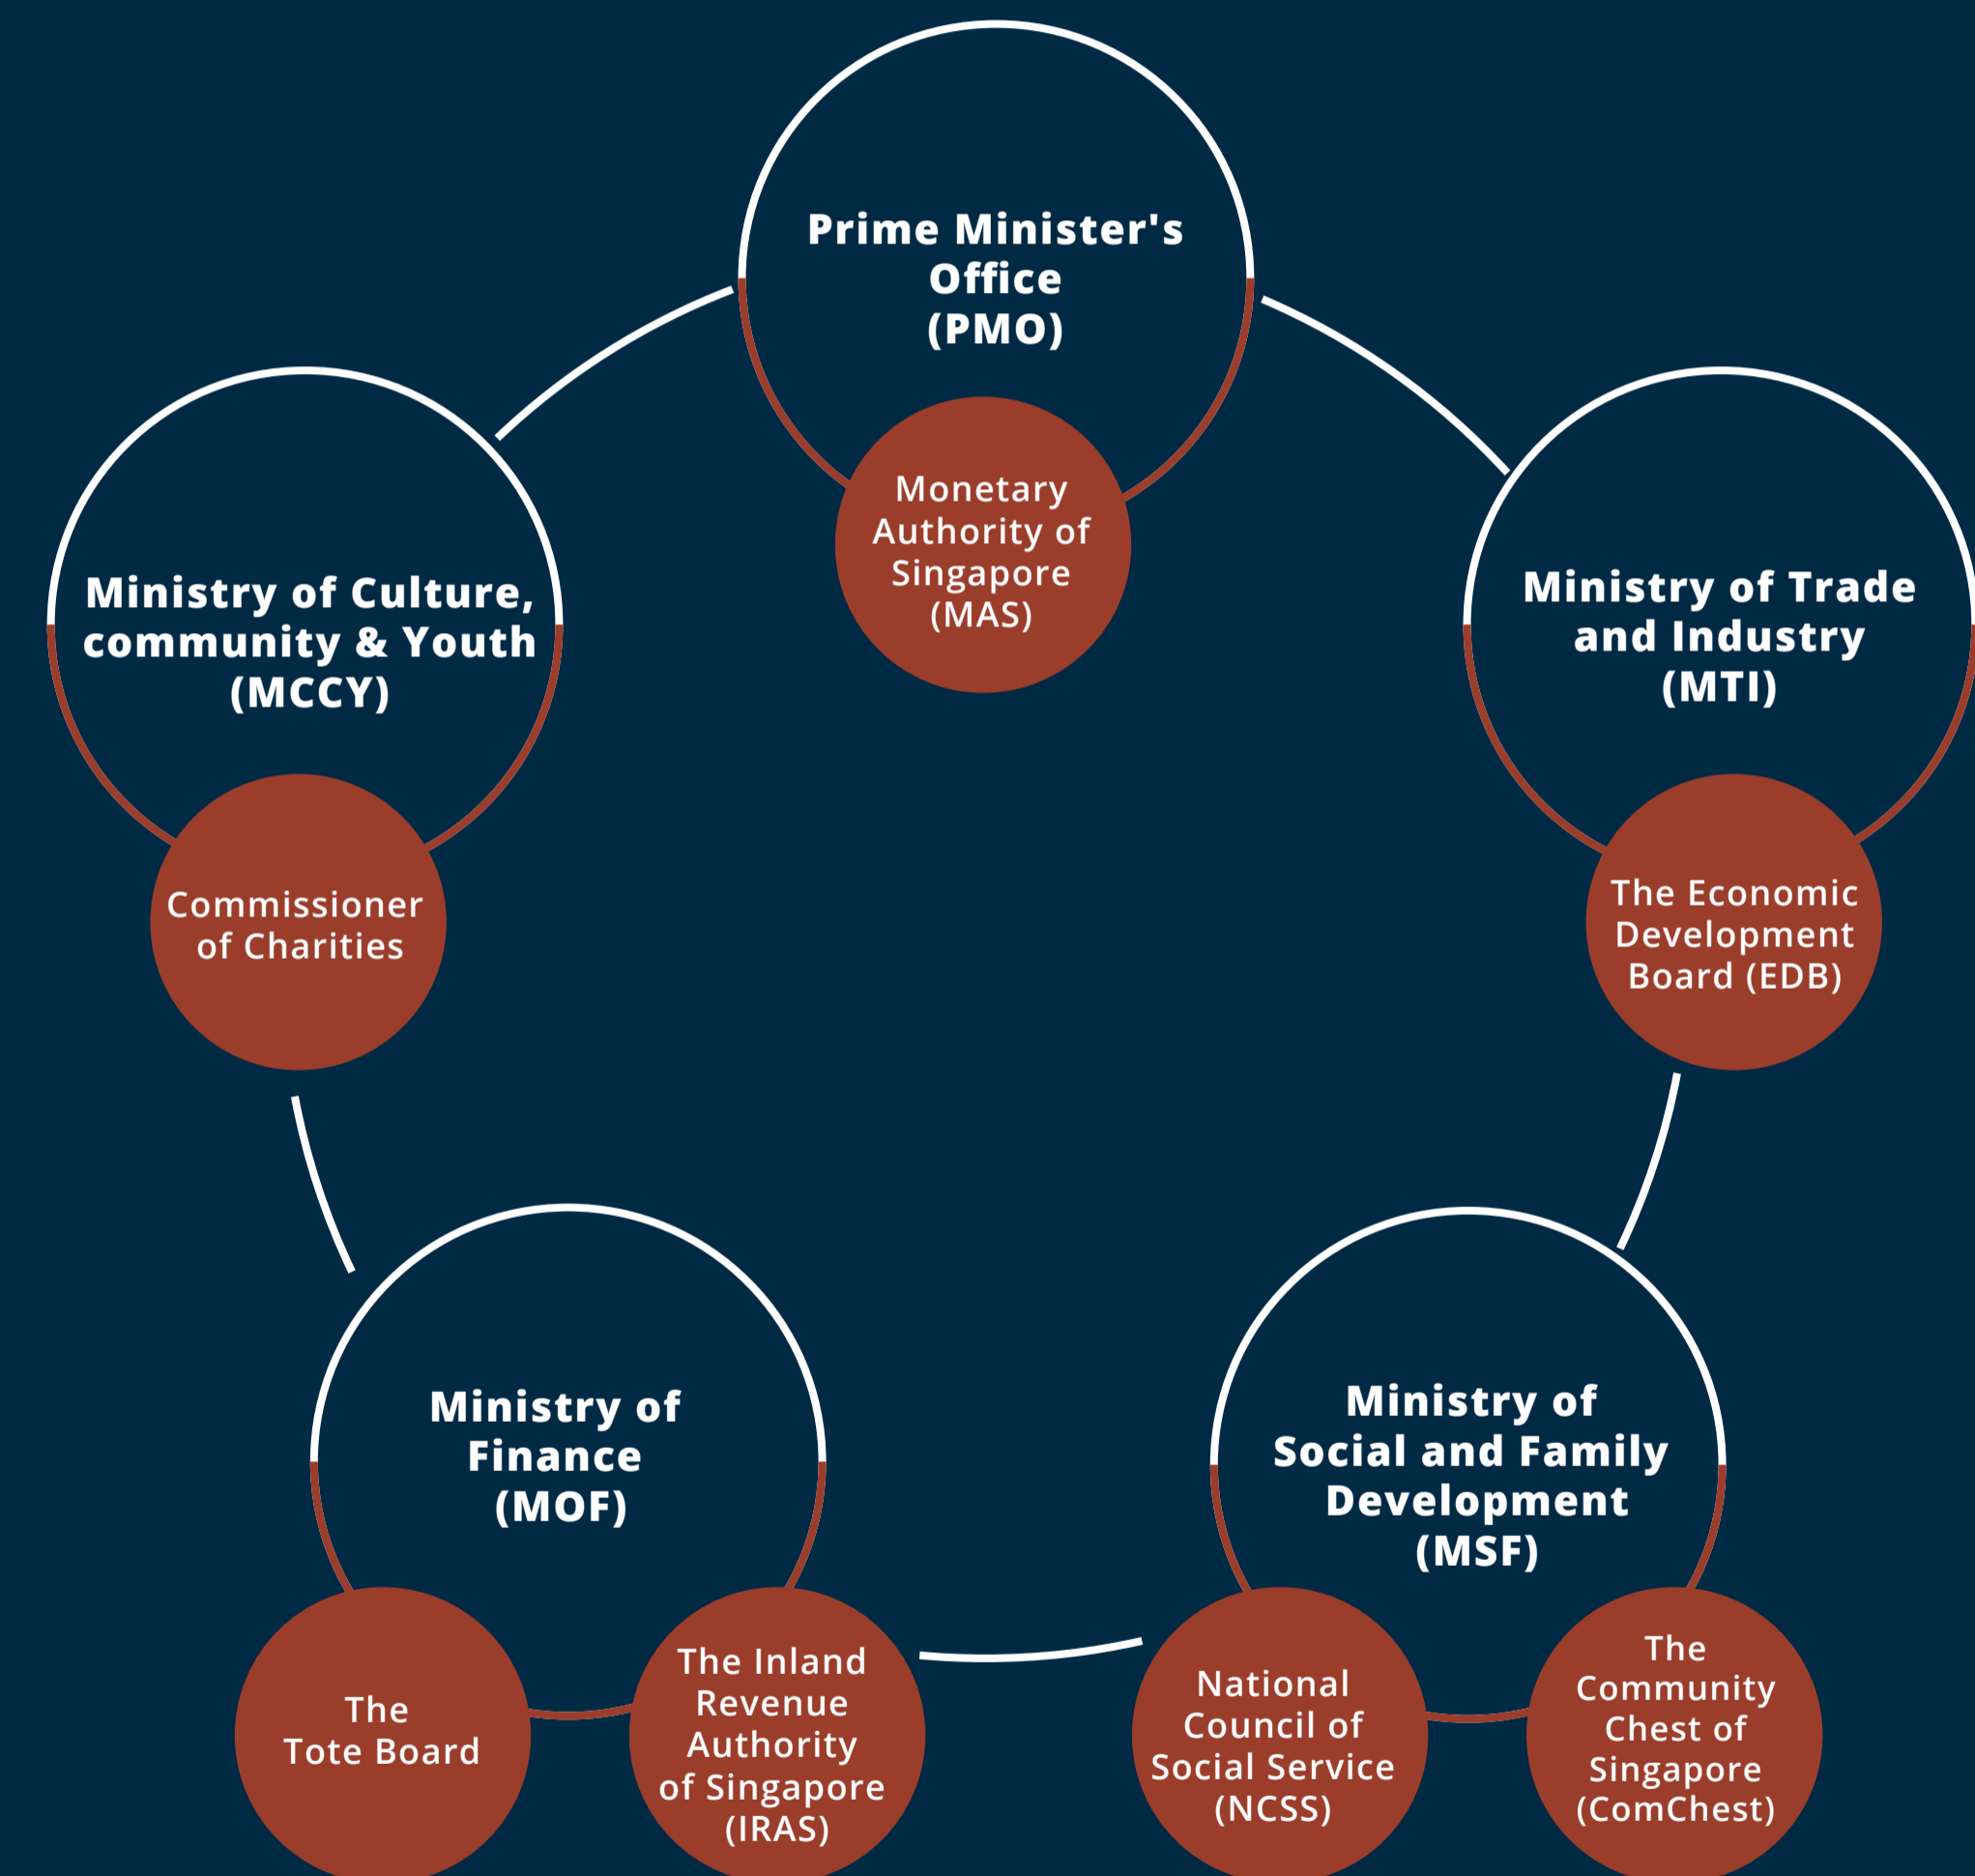 Prime Minister's
Office
(PMO)
Monetary
Authority of
Singapore
(MAS)
Ministry of Culture,
community & Youth
(MCCY)
Commissioner
of Charities
Ministry of Trade
and Industry
(MTI)
The Economic
Development
Board (EDB)
Ministry of
Finance
(MOF)
The
Tote Board
The Inland
Revenue
Authority
of Singapore
(IRAS)
Ministry of
Social and Family
Development
(MSF)
National
Council of
Social Service
(NCSS)
The
Community
Chest of
Singapore
(ComChest)